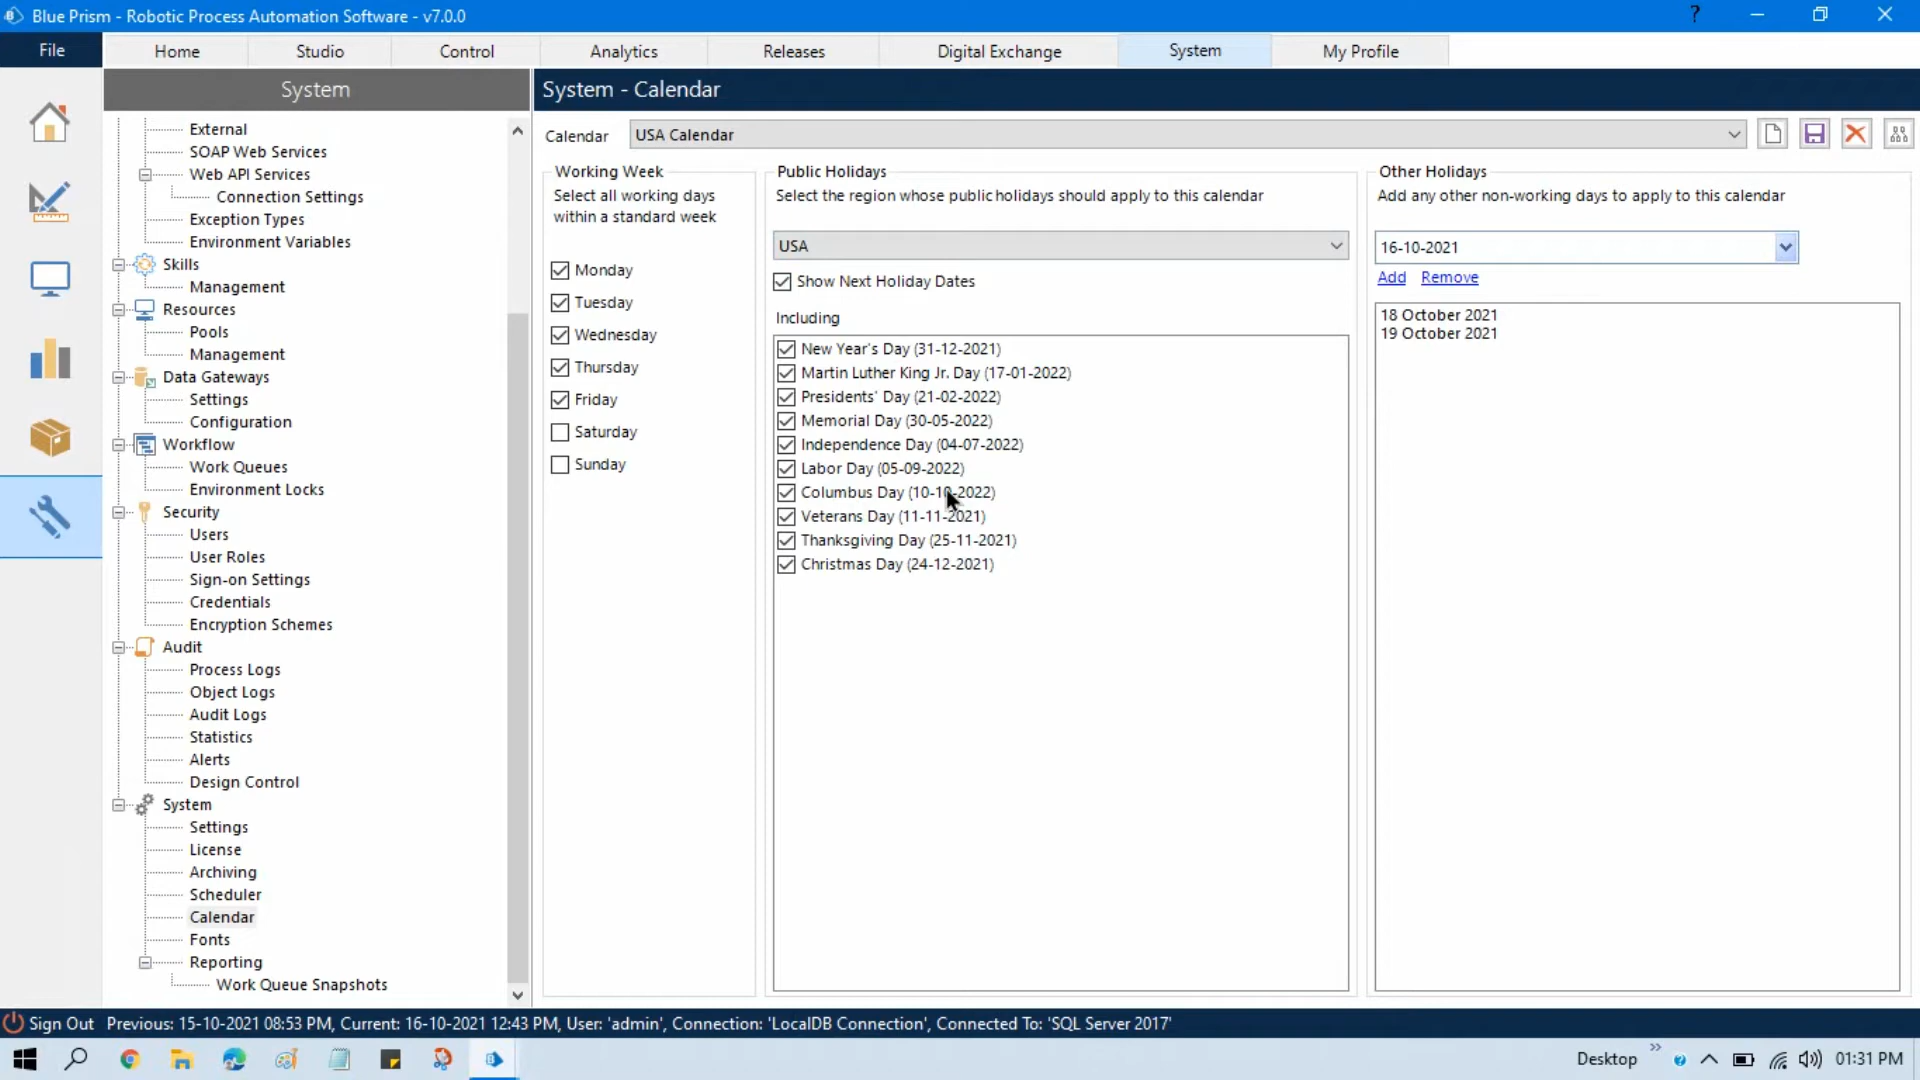 Blue Prism - Robotic Process Automation Software - v7.0.0
?
File
Home
Studio
Control
Analytics
Releases
Digital Exchange
System
My Profile
System
External
SOAP Web Services
Web API Services
Connection Settings
Exception Types
Environment Variables
Skills
Management
Resources
Pools
Management
Data Gateways
Settings
Configuration
Workflow
Work Queues
Environment Locks
Security
Users
User Roles
Sign-on Settings
Credentials
Encryption Schemes
Audit
Process Logs
Object Logs
Audit Logs
Statistics
Alerts
Design Control
System
Settings
License
Archiving
Scheduler
Calendar
Fonts
Reporting
Work Queue Snapshots
System - Calendar
Calendar
USA Calendar
Working Week
Select all working days
within a standard week
Monday
Tuesday
Wednesday
Thursday
Friday
Saturday
Sunday
Public Holidays
Select the region whose public holidays should apply to this calendar
USA
Show Next Holiday Dates
Including
New Year's Day (31-12-2021)
Martin Luther King Jr. Day (17-01-2022)
Presidents' Day (21-02-2022)
Memorial Day (30-05-2022)
Independence Day (04-07-2022)
Labor Day (05-09-2022)
Columbus Day (10-10-2022)
Veterans Day (11-11-2021)
Thanksgiving Day (25-11-2021)
Christmas Day (24-12-2021)
Other Holidays
Add any other non-working days to apply to this calendar
16-10-2021
Add Remove
18 October 2021
19 October 2021
Sign Out Previous: 15-10-2021 08:53 PM, Current: 16-10-2021 12:43 PM, User: 'admin', Connection: 'LocalDB Connection', Connected To: 'SQL Server 2017'
Desktop
01:31 PM